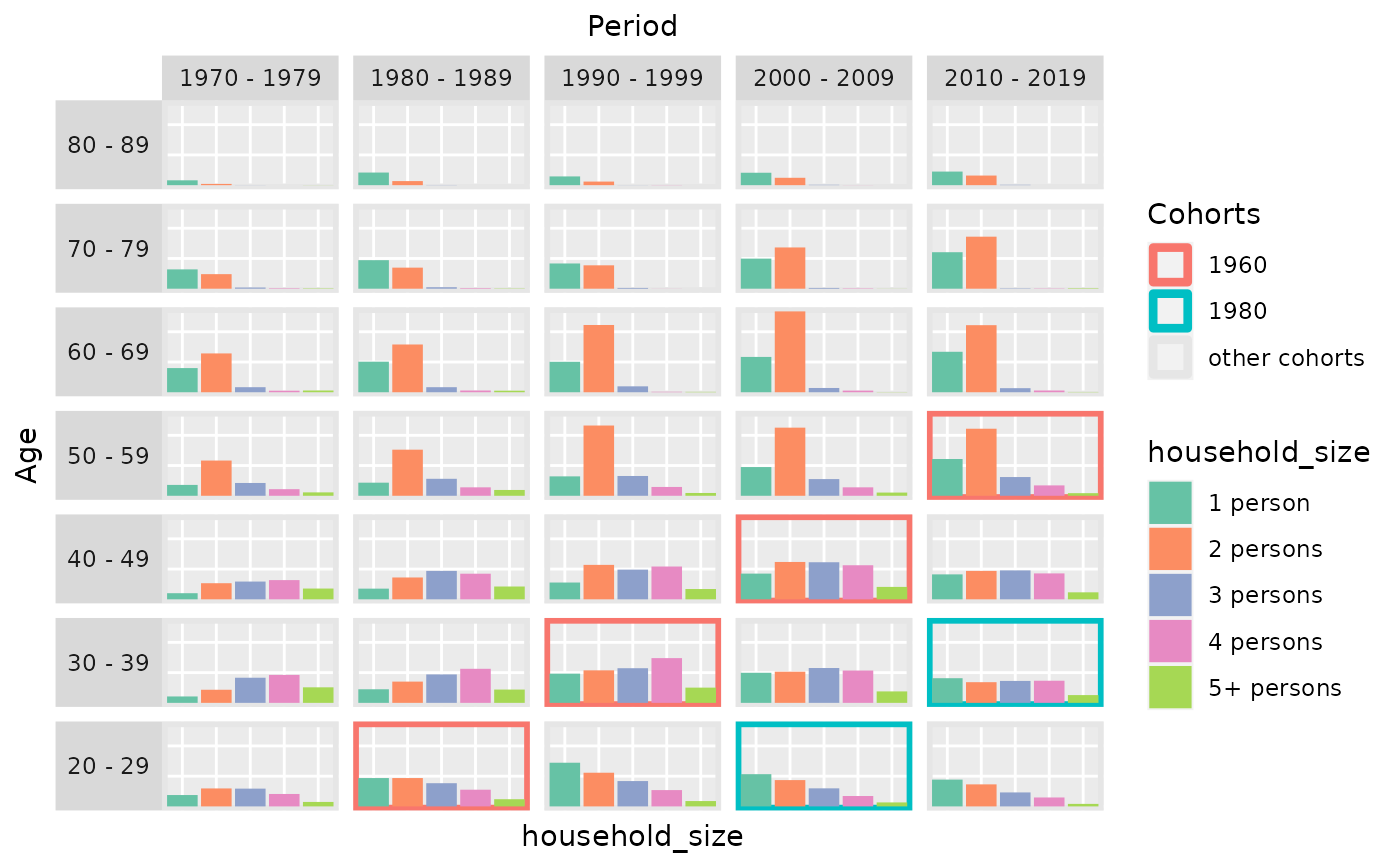 Period
1970 - 1979 1980 - 1989 1990 - 1999 2000 - 2009 2010 - 2019
Age
80 - 89
70 - 79
60 - 69
50 - 59
40 - 49
30 - 39
20 - 29
household_size
Cohorts
1960
1980
other cohorts
household_size
1 person
2 persons
3 persons
4 persons
5+ persons